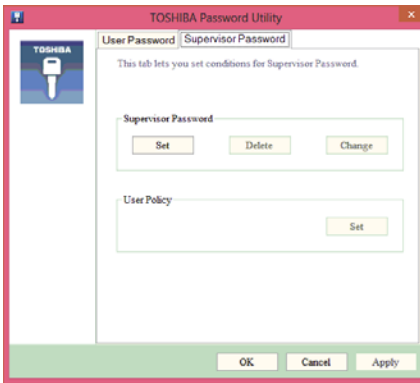 TOSHIBA Password Utility
x
TOSHIBA
User Password Supervisor Password
This tab lets you set conditions for Supervisor Password.
Supervisor Password
Set Delete Change
User Policy
Set
OK Cancel Apply